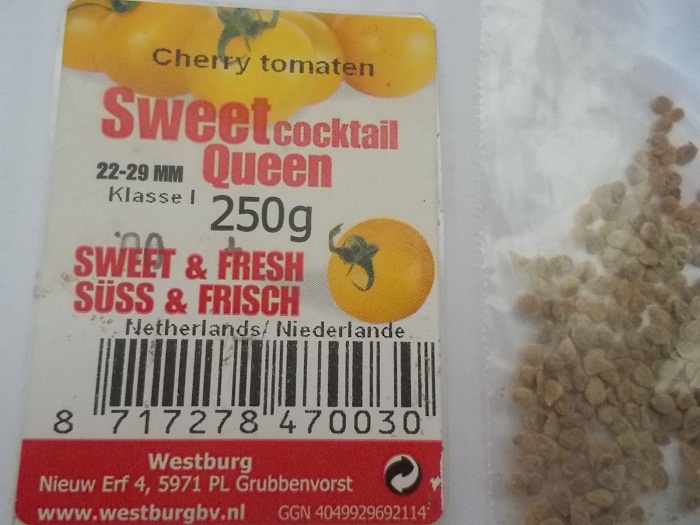 Cherry tomaten
Sweet cocktail
22-29 MM Queen
Klasse I 250g
SWEET & FRESH
SÜSS & FRISCH
Netherlands/ Niederlande
8 717278 470030
Westburg
Nieuw Erf 4, 5971 PL Grubbenvorst
www.westburgbv.nl GGN 4049929692114